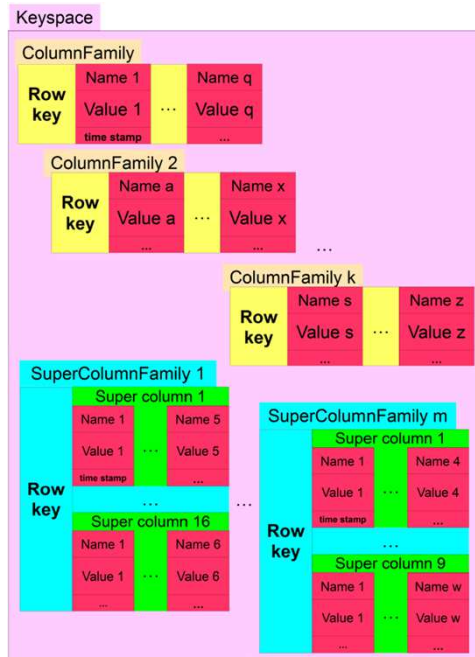 Keyspace
ColumnFamily
Name 1 Name q
Row key Value 1 ... Value q
time stamp ...
ColumnFamily 2
Name a Name x
Row key Value a ... Value x
... ...
...
ColumnFamily k
Name s Name z
Row key Value s ... Value z
... ...
SuperColumnFamily 1
Super column 1
Name 1 Name 5
Value 1 ... Value 5
time stamp ...
Row key
...
Super column 16
Name 1 Name 6
Value 1 ... Value 6
... ...
...
SuperColumnFamily m
Super column 1
Name 1 Name 4
Value 1 ... Value 4
time stamp ...
Row key
...
Super column 9
Name 1 Name w
Value 1 ... Value w
... ...